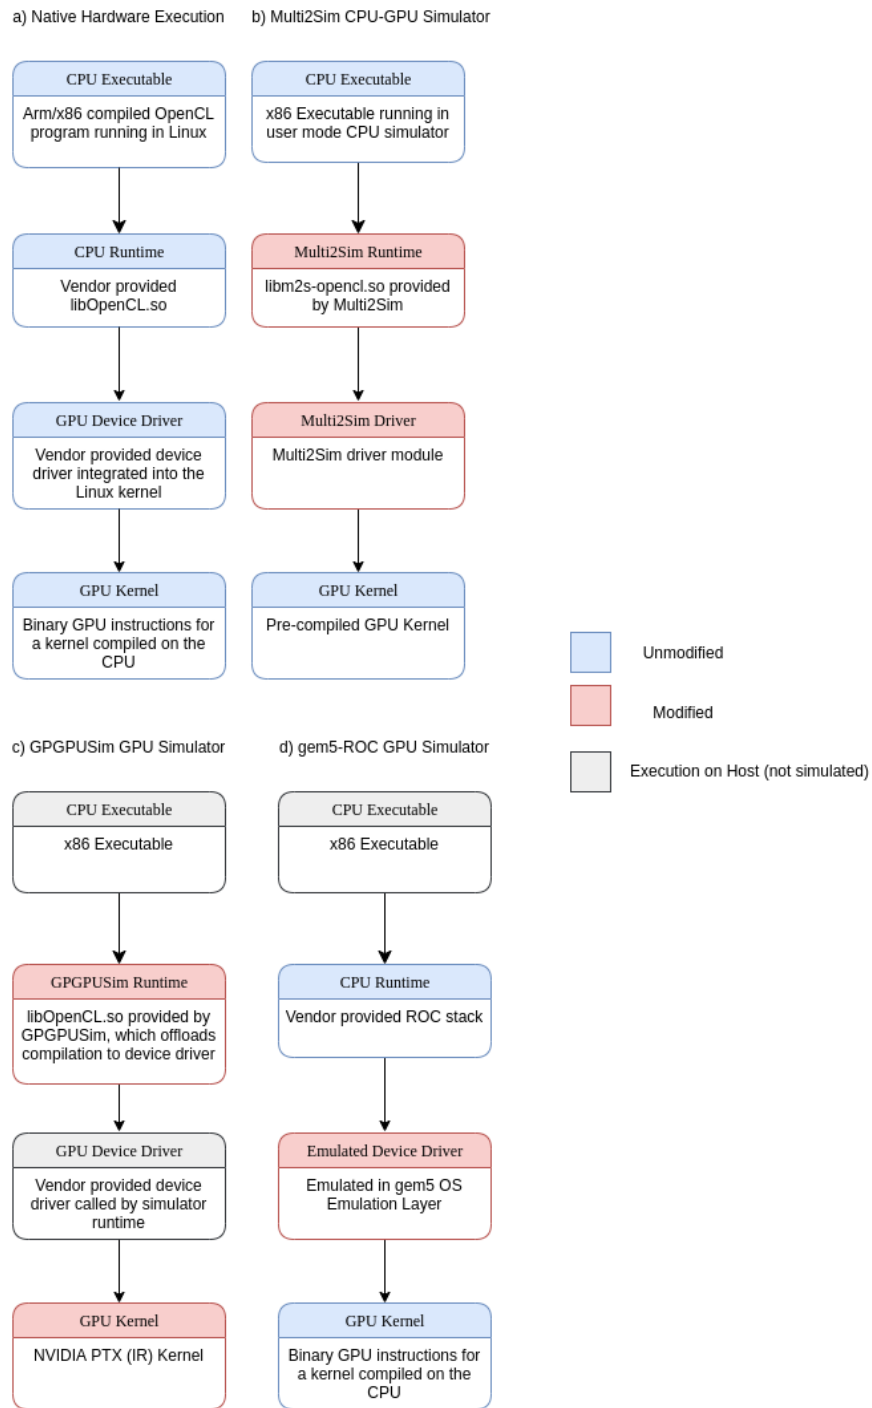 a) Native Hardware Execution
CPU Executable
Arm/x86 compiled OpenCL
program running in Linux
CPU Runtime
Vendor provided
libOpenCL.so
GPU Device Driver
Vendor provided device
driver integrated into the
Linux kernel
GPU Kernel
Binary GPU instructions for
a kernel compiled on the
CPU
b) Multi2Sim CPU-GPU Simulator
CPU Executable
x86 Executable running in
user mode CPU simulator
Multi2Sim Runtime
libm2s-opencl.so provided
by Multi2Sim
Multi2Sim Driver
Multi2Sim driver module
GPU Kernel
Pre-compiled GPU Kernel
Unmodified
Modified
Execution on Host (not simulated)
c) GPGPUSim GPU Simulator
CPU Executable
x86 Executable
GPGPUSim Runtime
libOpenCL.so provided by
GPGPUSim, which offloads
compilation to device driver
GPU Device Driver
Vendor provided device
driver called by simulator
runtime
GPU Kernel
NVIDIA PTX (IR) Kernel
d) gem5-ROC GPU Simulator
CPU Executable
x86 Executable
CPU Runtime
Vendor provided ROC stack
Emulated Device Driver
Emulated in gem5 OS
Emulation Layer
GPU Kernel
Binary GPU instructions for
a kernel compiled on the
CPU